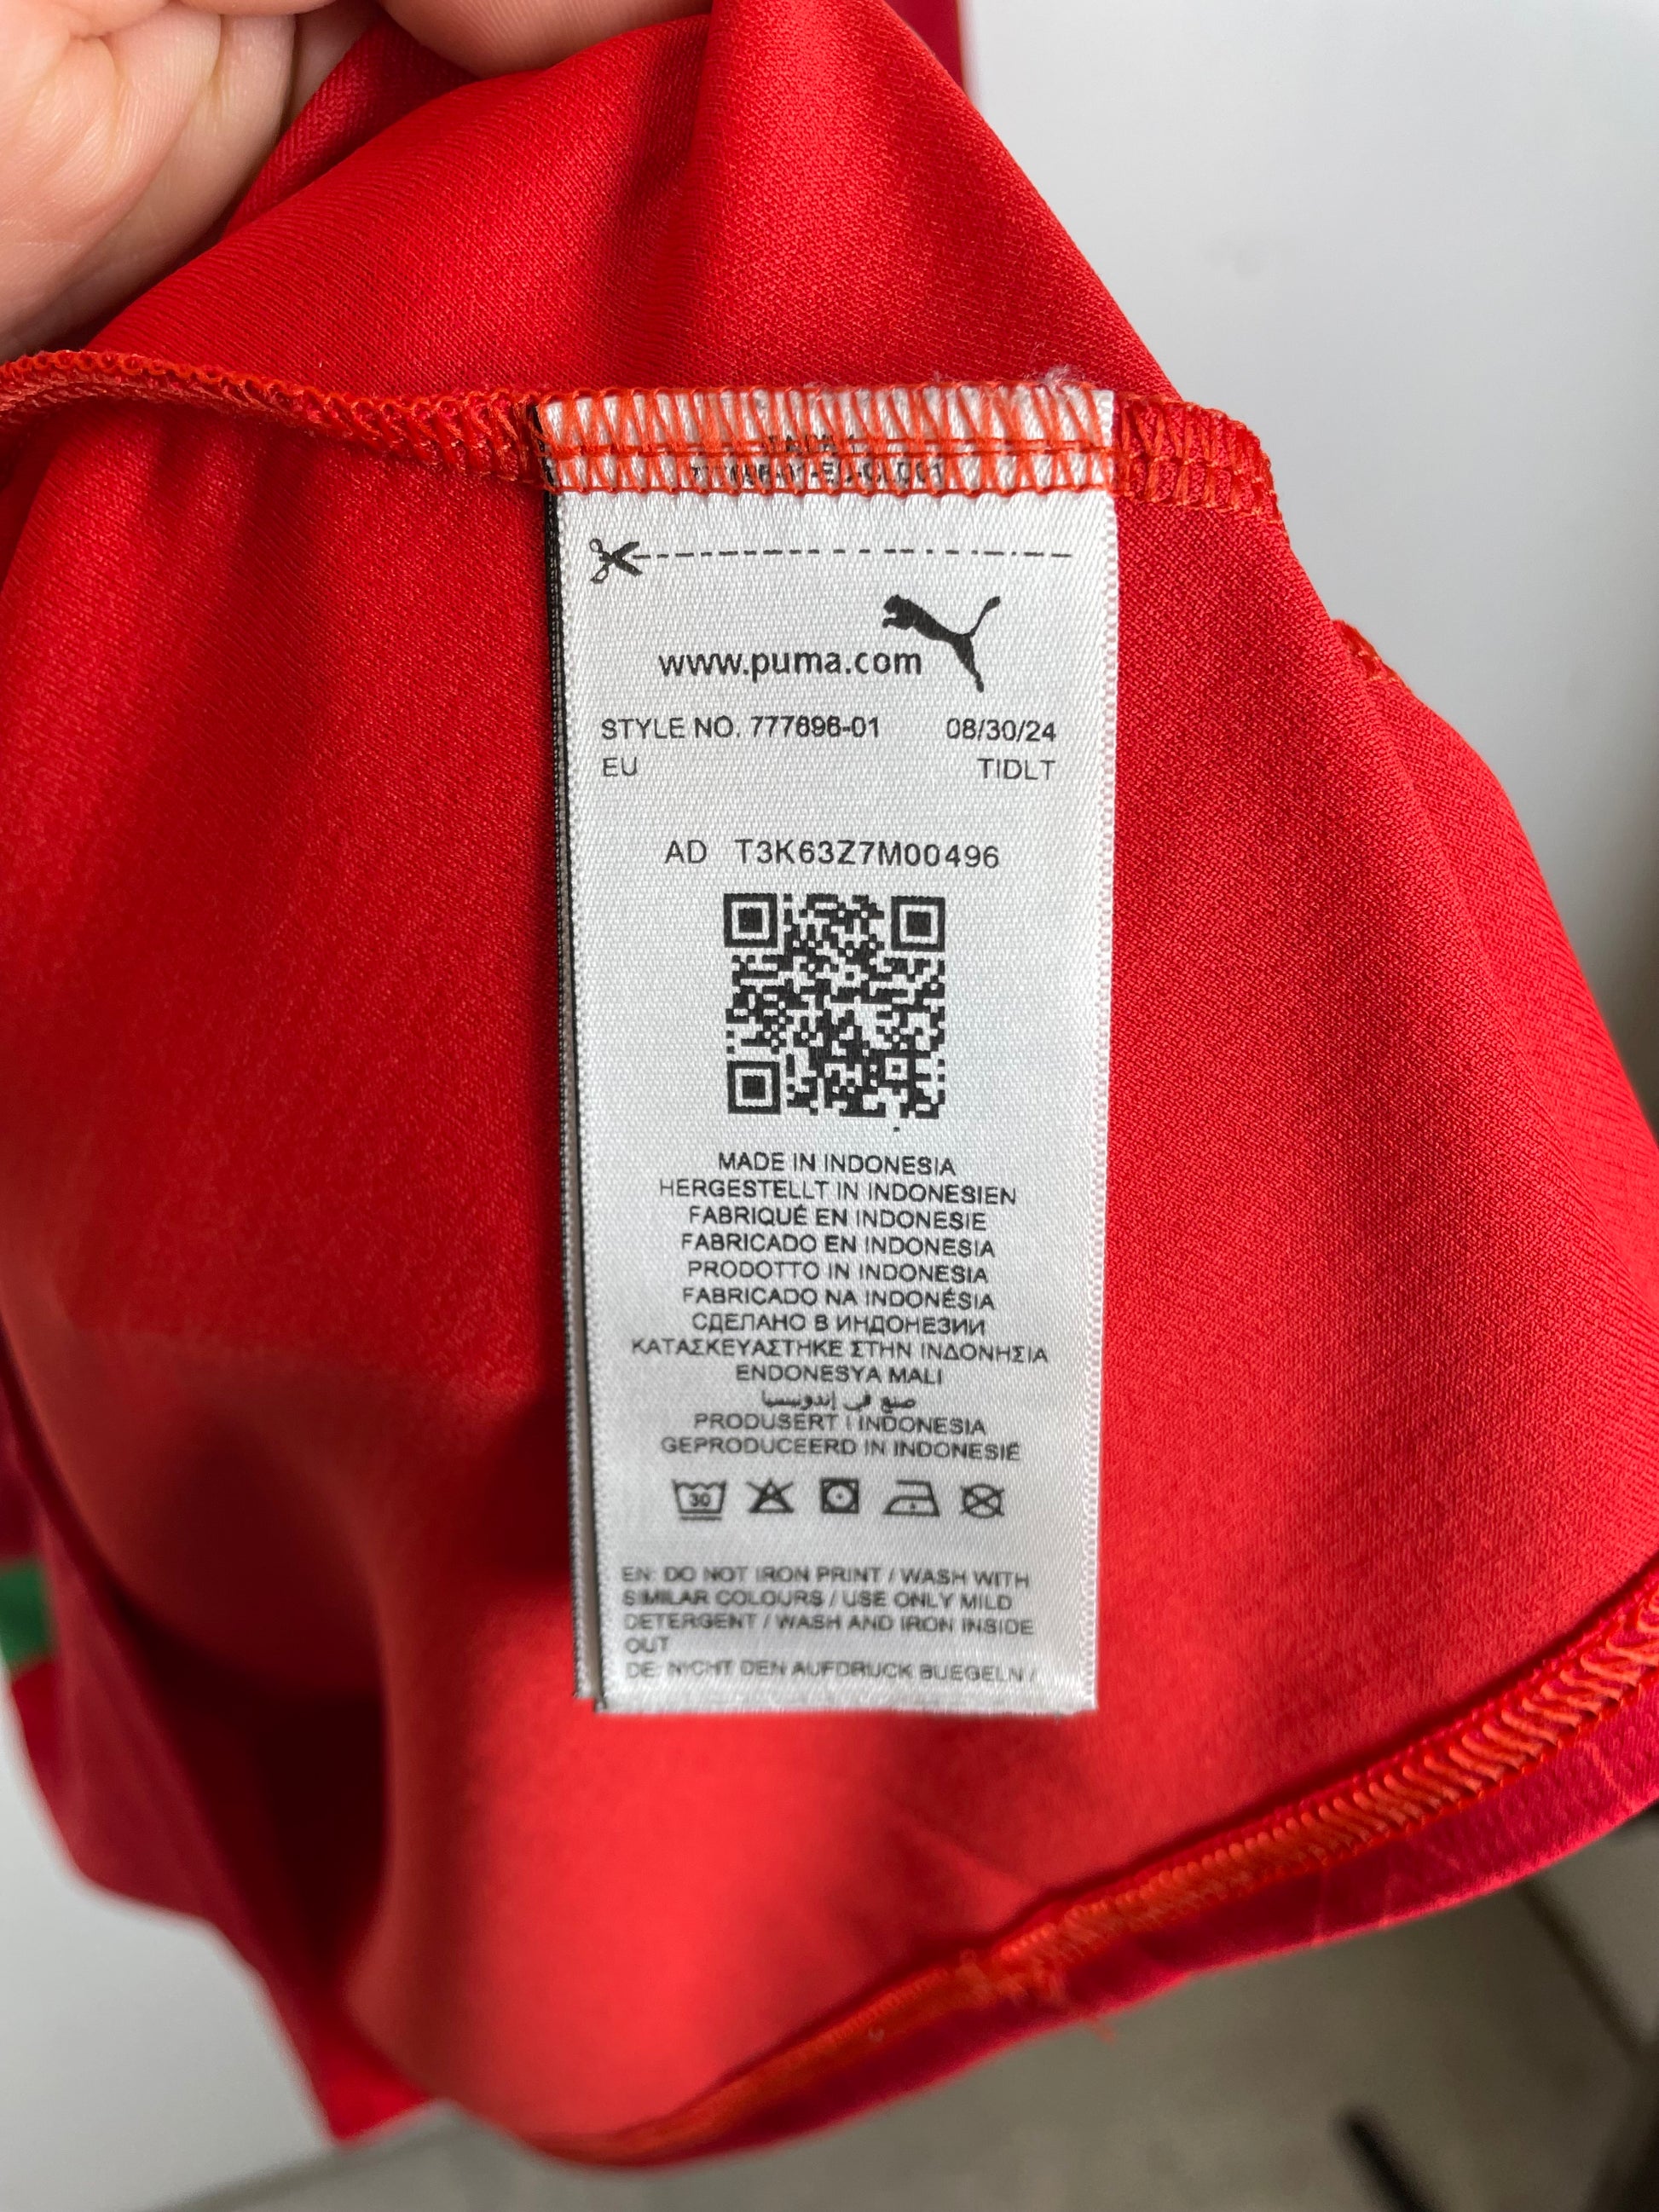 www.puma.com
STYLE NO. 777696-01 08/30/24
EU TIDLT
AD T3K63Z7M00496
MADE IN INDONESIA
HERGESTELLT IN INDONESIEN
FABRIQUÉ EN INDONESIE
FABRICADO EN INDONESIA
PRODOTTO IN INDONESIA
FABRICADO NA INDONÉSIA
СДЕЛАНО В ИНДОНЕЗИИ
ΚΑΤΑΣΚΕΥΑΣΤΗΚΕ ΣΤΗΝ ΙΝΔΟΝΗΣΙΑ
ENDONESYA MALI
صنع في إندونيسيا
PRODUSERT I INDONESIA
GEPRODUCEERD IN INDONESIË
30
EN: DO NOT IRON PRINT / WASH WITH
SIMILAR COLOURS / USE ONLY MILD
DETERGENT / WASH AND IRON INSIDE
OUT
DE: NICHT DEN AUFDRUCK BUEGELN /